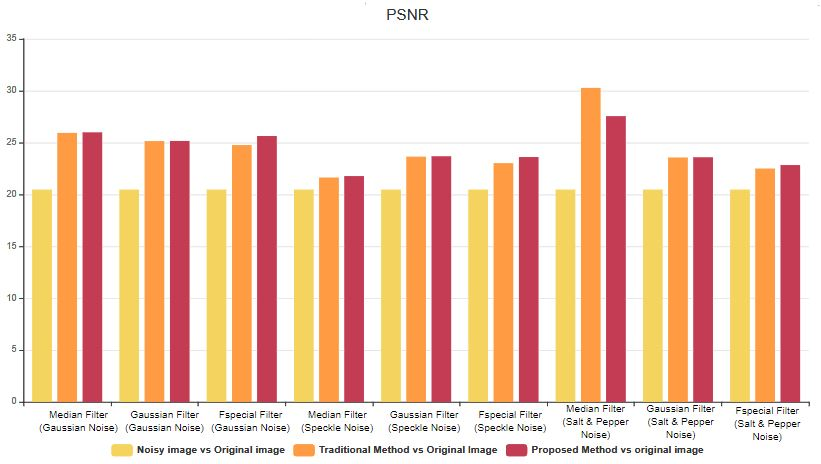 PSNR
35
30
25
20
15
10
5
0
Median Filter
(Gaussian Noise)
Gaussian Filter
(Gaussian Noise)
Fspecial Filter
(Gaussian Noise)
Median Filter
(Speckle Noise)
Gaussian Filter
(Speckle Noise)
Fspecial Filter
(Speckle Noise)
Median Filter
(Salt & Pepper
Noise)
Gaussian Filter
(Salt & Pepper
Noise)
Fspecial Filter
(Salt & Pepper
Noise)
Noisy image vs Original image
Traditional Method vs Original Image
Proposed Method vs original image